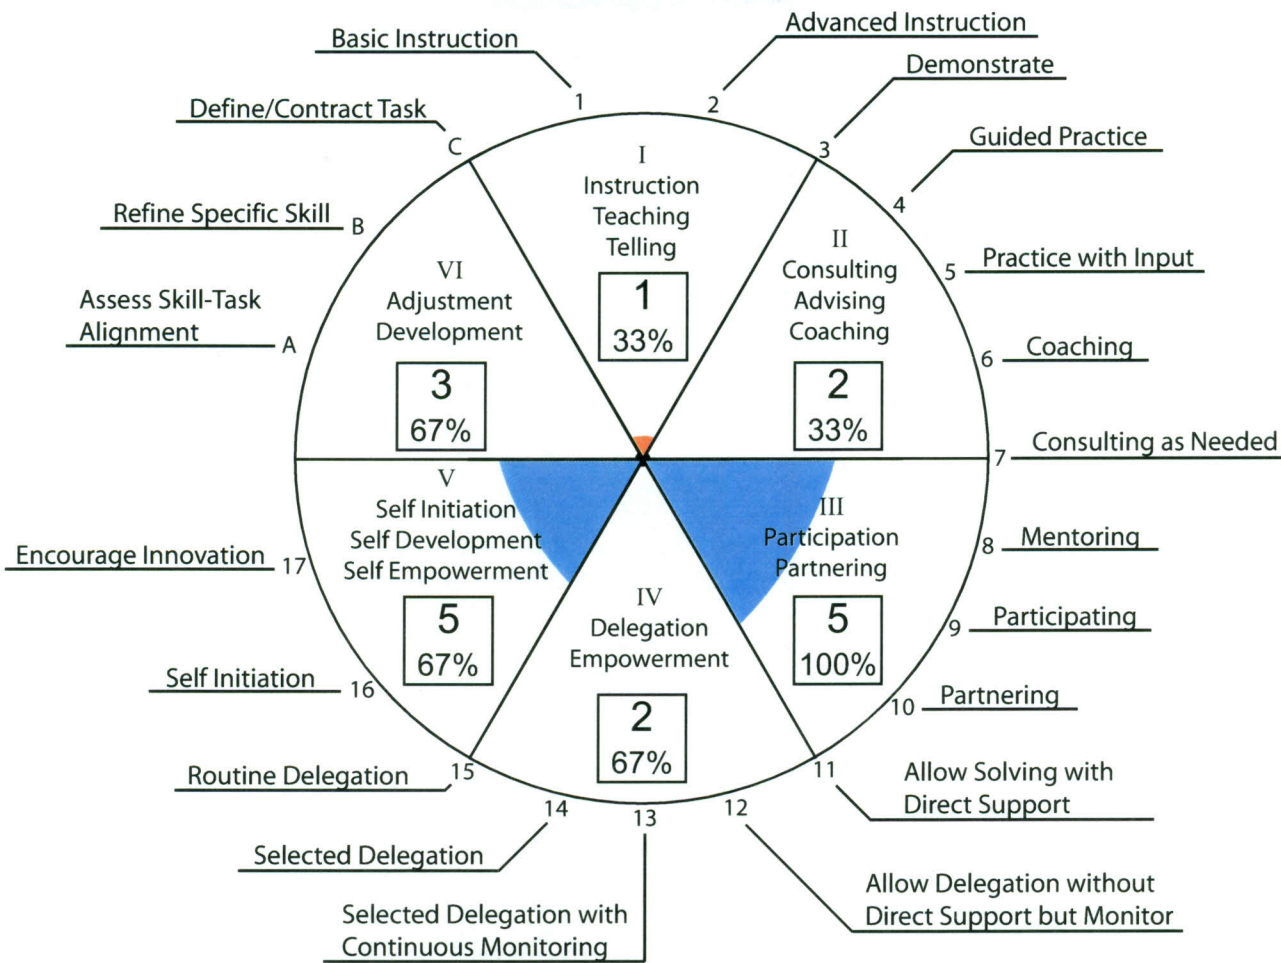 Basic Instruction
1
Advanced Instruction
2
Demonstrate
3
Guided Practice
4
Practice with Input
5
Coaching
6
Consulting as Needed
7
Mentoring
8
Participating
9
Partnering
10
Allow Solving with
Direct Support
11
Allow Delegation without
Direct Support but Monitor
12
Selected Delegation with
Continuous Monitoring
13
Selected Delegation
14
Routine Delegation
15
Self Initiation
16
Encourage Innovation
17
Assess Skill-Task
Alignment
A
Refine Specific Skill
B
Define/Contract Task
C
I
Instruction
Teaching
Telling
1
33%
II
Consulting
Advising
Coaching
2
33%
III
Participation
Partnering
5
100%
IV
Delegation
Empowerment
2
67%
V
Self Initiation
Self Development
Self Empowerment
5
67%
VI
Adjustment
Development
3
67%